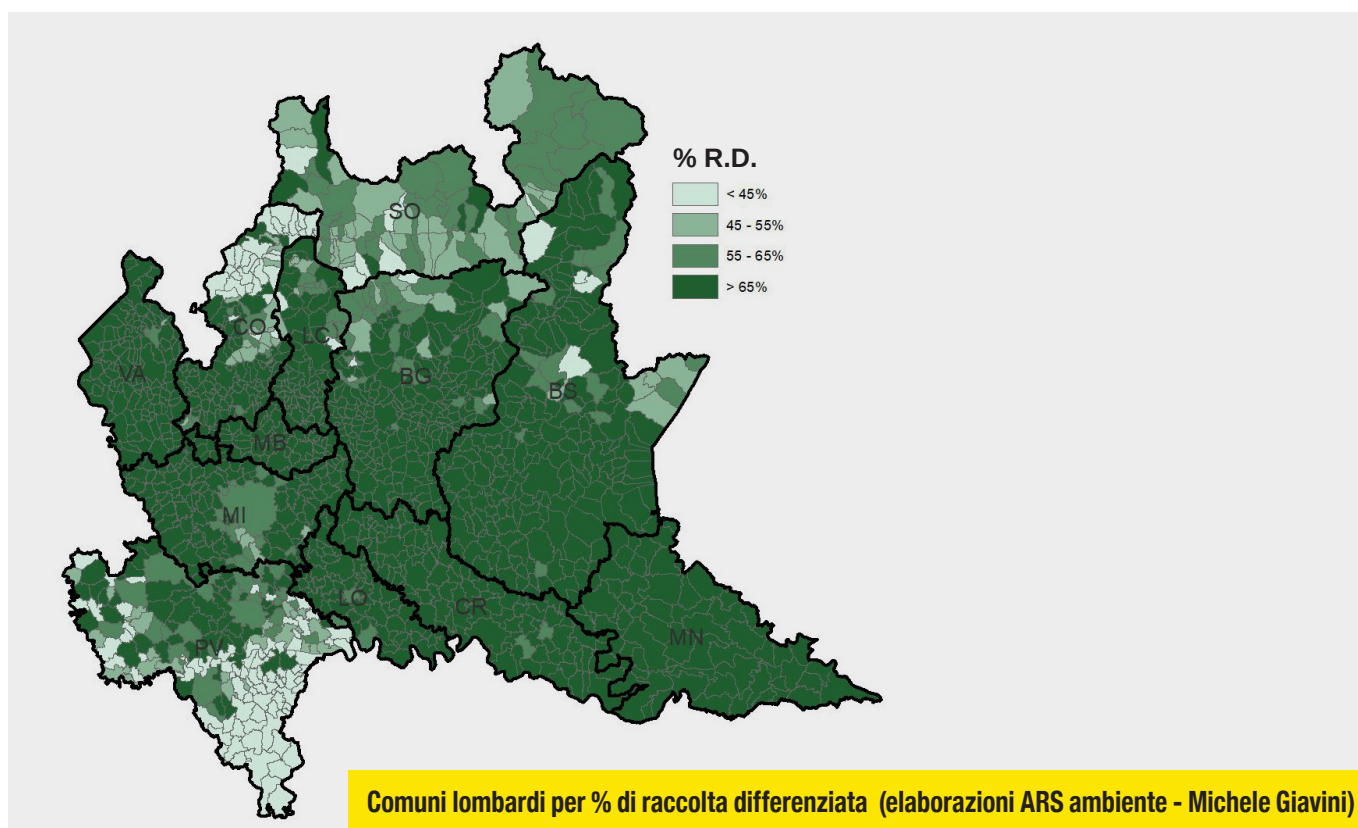 % R.D.
< 45%
45 - 55%
55 - 65%
> 65%
SO
CO
LC
VA
BG
BS
MB
MI
LO
CR
PV
MN
Comuni lombardi per % di raccolta differenziata (elaborazioni ARS ambiente - Michele Giavini)